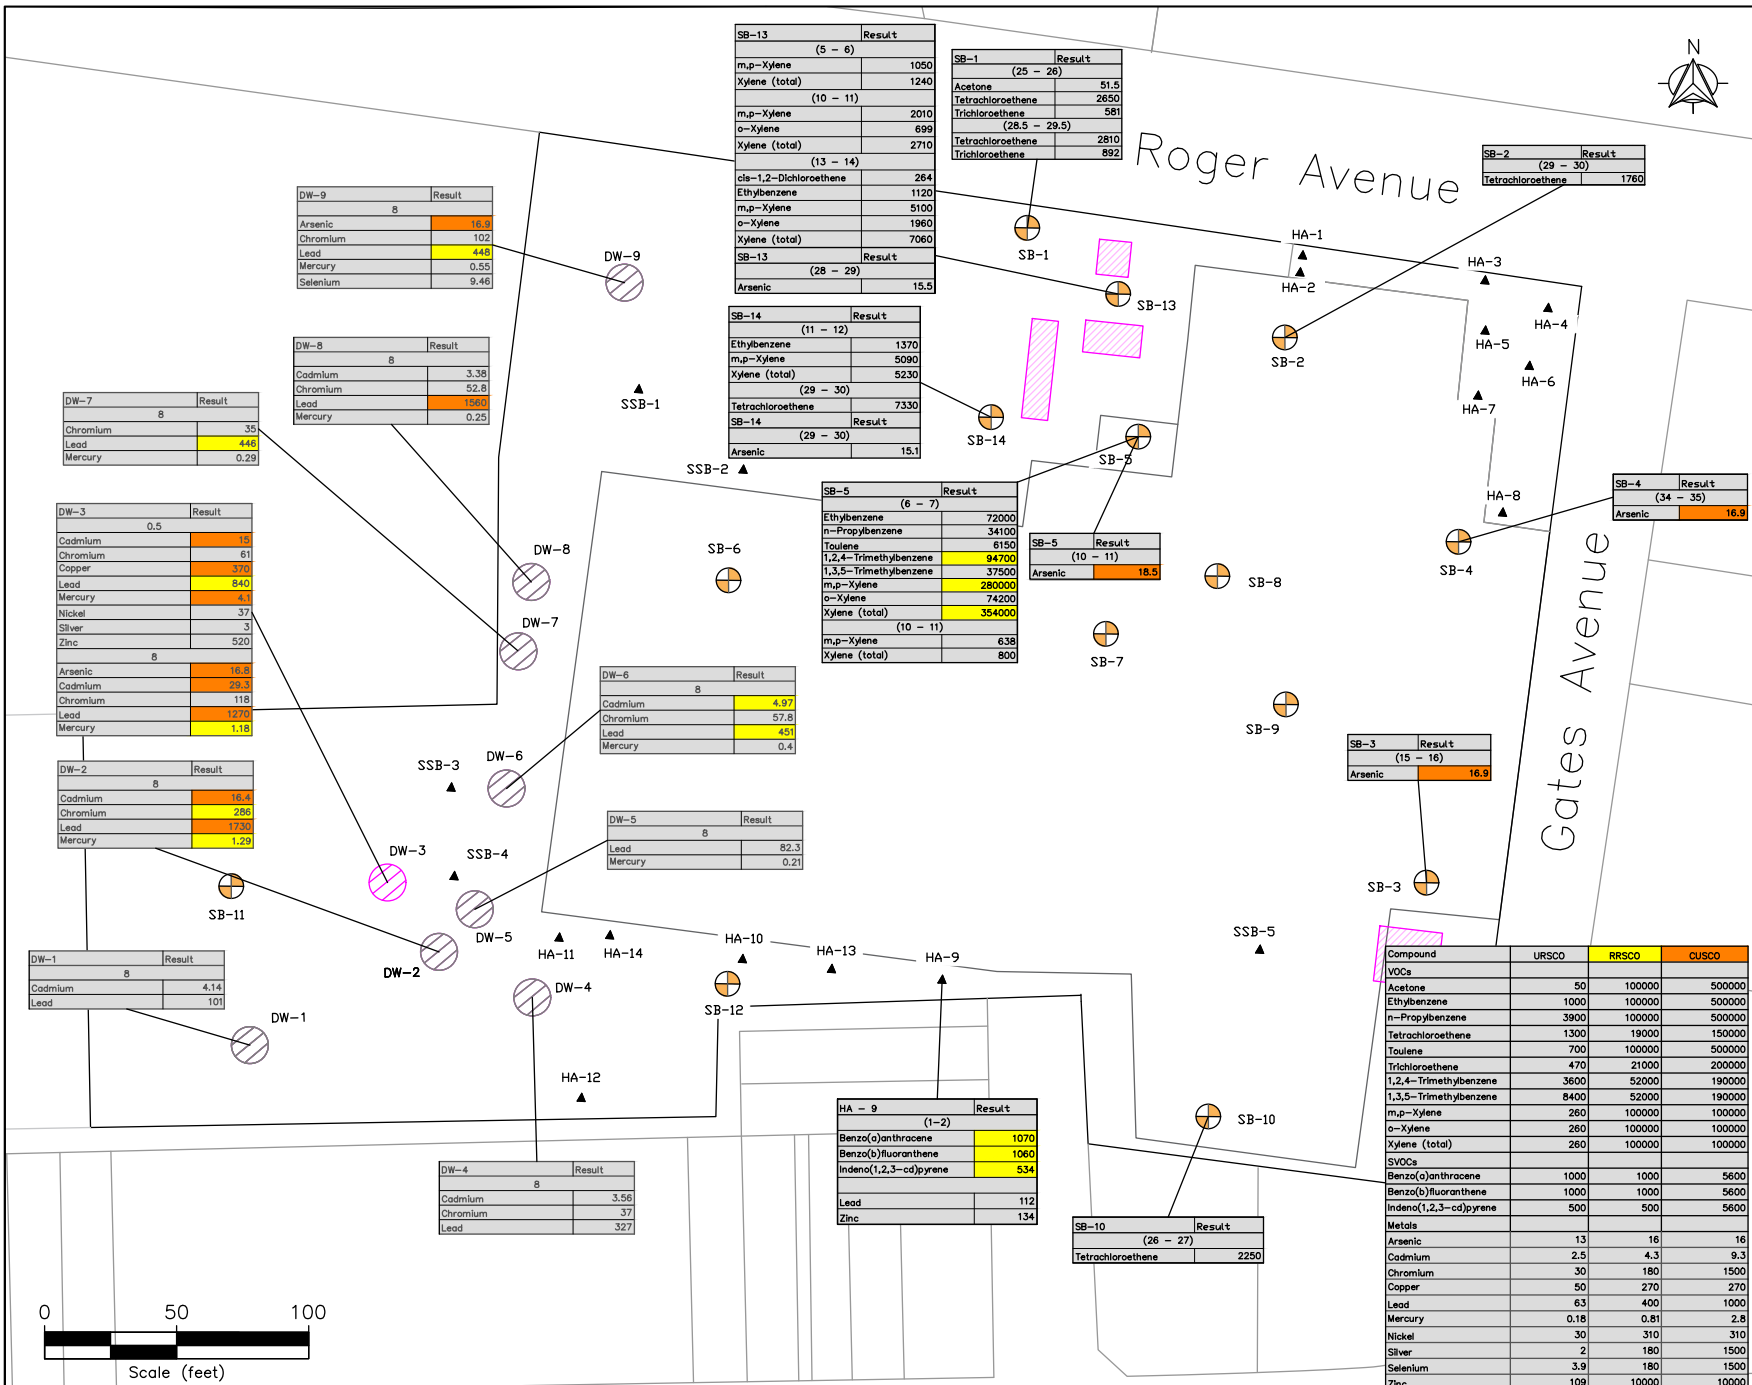 SB-13 Result
(5 - 6)
m,p-Xylene 1050
Xylene (total) 1240
(10 - 11)
m,p-Xylene 2010
o-Xylene 699
Xylene (total) 2710
(13 - 14)
cis-1,2-Dichloroethene 264
Ethylbenzene 1120
m,p-Xylene 5100
o-Xylene 1960
Xylene (total) 7060
SB-13 Result
(28 - 29)
Arsenic 15.5
SB-1 Result
(25 - 26)
Acetone 51.5
Tetrachloroethene 2650
Trichloroethene 581
(28.5 - 29.5)
Tetrachloroethene 2810
Trichloroethene 892
N
Roger Avenue
SB-2 Result
(29 - 30)
Tetrachloroethene 1760
DW-9 Result
8
Arsenic 16.9
Chromium 102
Lead 448
Mercury 0.55
Selenium 9.46
DW-9
SB-1
SB-13
HA-1
HA-2
HA-3
HA-4
HA-5
HA-6
HA-7
SB-2
SB-14 Result
(11 - 12)
Ethylbenzene 1370
m,p-Xylene 5090
Xylene (total) 5230
(29 - 30)
Tetrachloroethene 7330
SB-14 Result
(29 - 30)
Arsenic 15.1
DW-8 Result
8
Cadmium 3.38
Chromium 52.8
Lead 1560
Mercury 0.25
SSB-1
SB-14
SB-5
SSB-2
DW-7 Result
8
Chromium 35
Lead 446
Mercury 0.29
SB-5 Result
(6 - 7)
Ethylbenzene 72000
n-Propylbenzene 34100
Toulene 6150
1,2,4-Trimethylbenzene 94700
1,3,5-Trimethylbenzene 37500
m,p-Xylene 280000
o-Xylene 74200
Xylene (total) 354000
(10 - 11)
m,p-Xylene 638
Xylene (total) 800
SB-5 Result
(10 - 11)
Arsenic 18.5
HA-8
SB-4 Result
(34 - 35)
Arsenic 16.9
SB-4
DW-3 Result
0.5
Cadmium 15
Chromium 61
Copper 370
Lead 840
Mercury 4.1
Nickel 37
Silver 3
Zinc 520
8
Arsenic 16.8
Cadmium 29.3
Chromium 118
Lead 1270
Mercury 1.18
DW-8
SB-6
SB-8
DW-7
SB-7
Gates Avenue
DW-6 Result
8
Cadmium 4.97
Chromium 57.8
Lead 451
Mercury 0.4
SB-9
SB-3 Result
(15 - 16)
Arsenic 16.9
DW-2 Result
8
Cadmium 16.4
Chromium 286
Lead 1730
Mercury 1.29
SSB-3
DW-6
DW-5 Result
8
Lead 82.3
Mercury 0.21
DW-3
SSB-4
SB-3
SB-11
DW-5
DW-2
HA-11
HA-14
HA-10
HA-13
HA-9
SSB-5
DW-1 Result
8
Cadmium 4.14
Lead 101
DW-4
SB-12
DW-1
HA-12
SB-10
DW-4 Result
8
Cadmium 3.56
Chromium 37
Lead 327
HA - 9 Result
(1-2)
Benzo(a)anthracene 1070
Benzo(b)fluoranthene 1060
Indeno(1,2,3-cd)pyrene 534
Lead 112
Zinc 134
SB-10 Result
(26 - 27)
Tetrachloroethene 2250
Compound URSCO RRSCO CUSCO
VOCs
Acetone 50 100000 500000
Ethylbenzene 1000 100000 500000
n-Propylbenzene 3900 100000 500000
Tetrachloroethene 1300 19000 150000
Toulene 700 100000 500000
Trichloroethene 470 21000 200000
1,2,4-Trimethylbenzene 3600 52000 190000
1,3,5-Trimethylbenzene 8400 52000 190000
m,p-Xylene 260 100000 100000
o-Xylene 260 100000 100000
Xylene (total) 260 100000 100000
SVOCs
Benzo(a)anthracene 1000 1000 5600
Benzo(b)fluoranthene 1000 1000 5600
Indeno(1,2,3-cd)pyrene 500 500 5600
Metals
Arsenic 13 16 16
Cadmium 2.5 4.3 9.3
Chromium 30 180 1500
Copper 50 270 270
Lead 63 400 1000
Mercury 0.18 0.81 2.8
Nickel 30 310 310
Silver 2 180 1500
Selenium 3.9 180 1500
Zinc 109 10000 10000
0 50 100
Scale (feet)